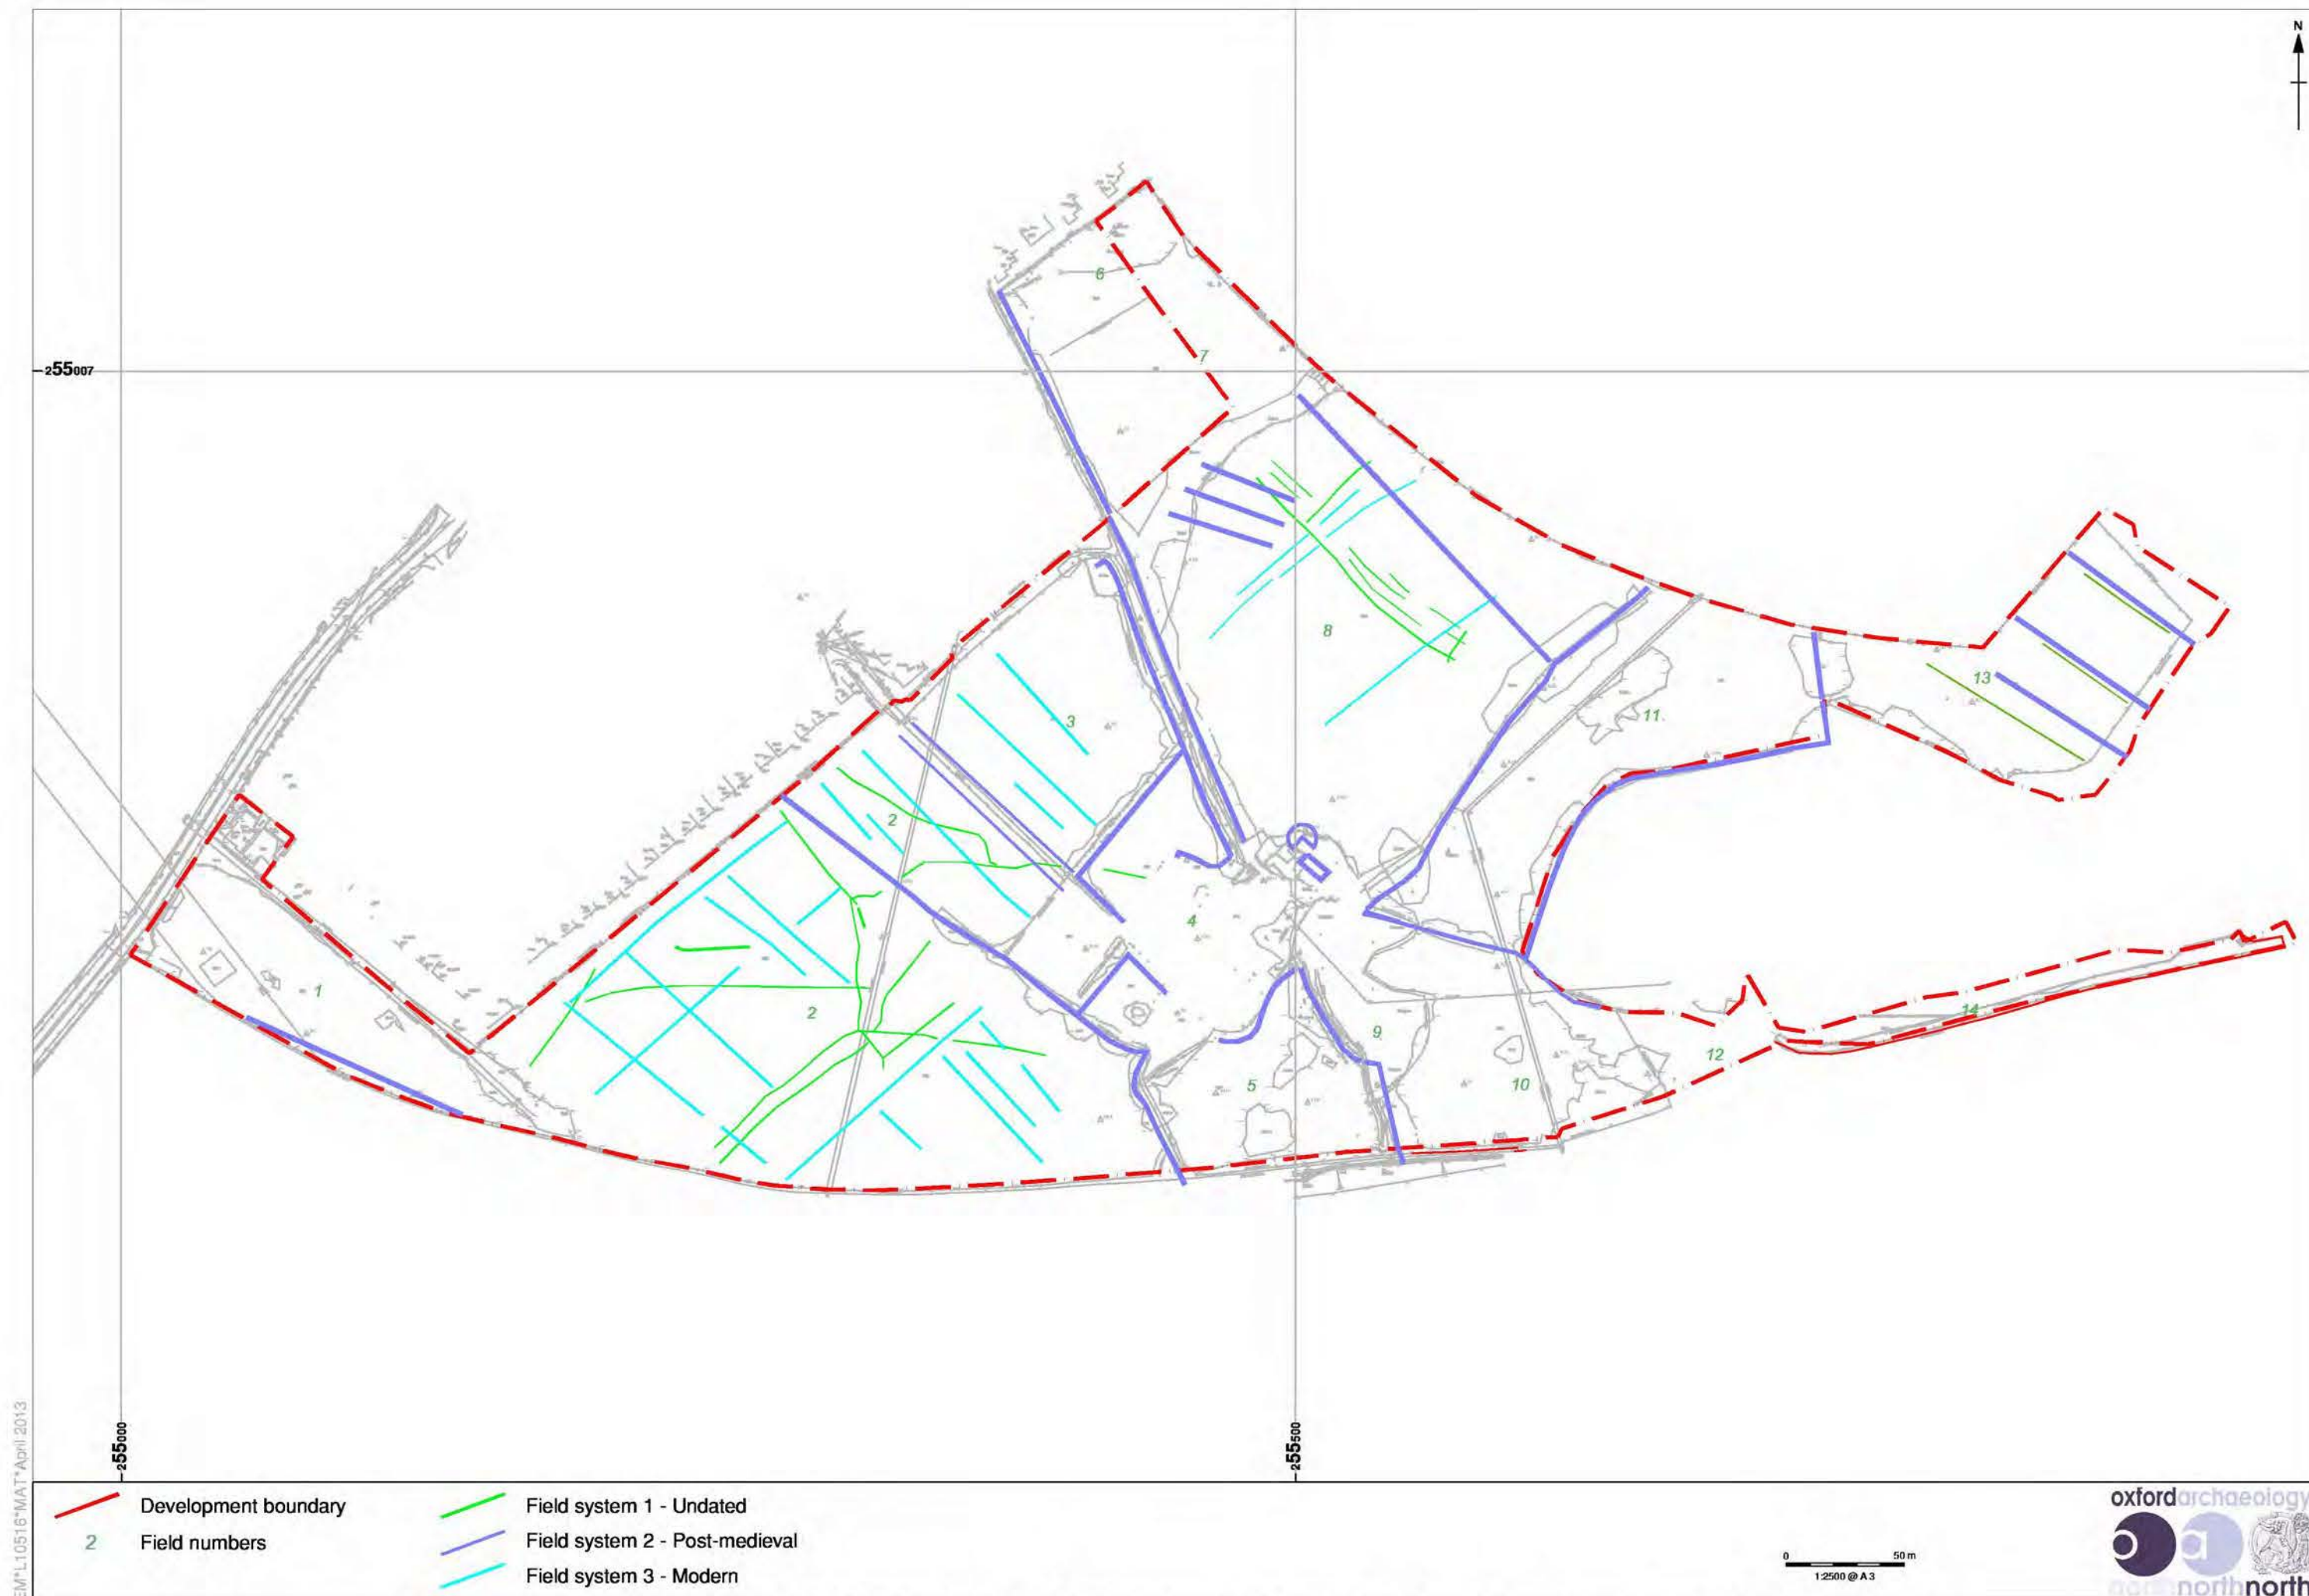 N
6
7
255007
8
3
13
11
2
4
1
2
9
14
12
5
10
255000
255500
EM*L10516*MAT*April 2013
Development boundary
2 Field numbers
Field system 1 - Undated
Field system 2 - Post-medieval
Field system 3 - Modern
0 50 m
1:2500 @ A3
oxfordarchaeology
northnorthnorth